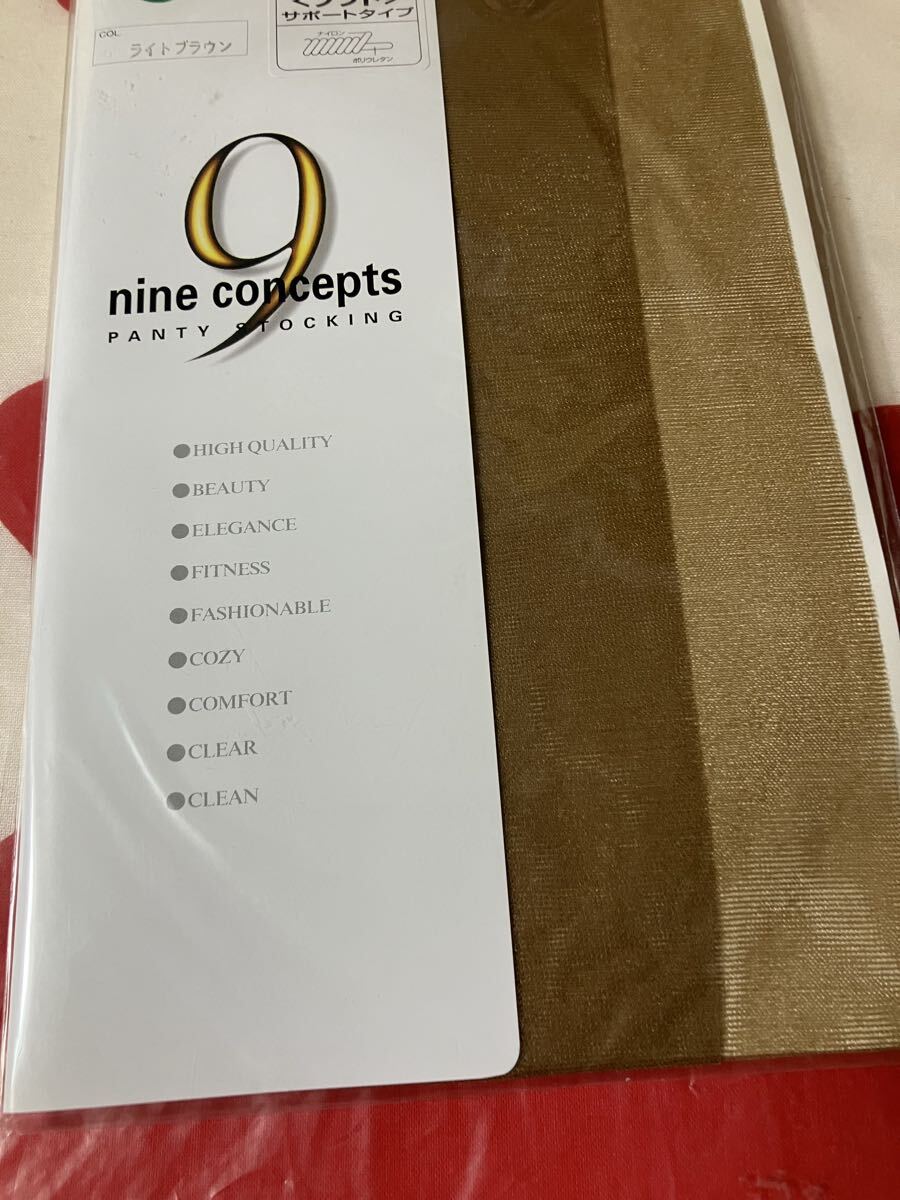 COL
ライトブラウン
サポートタイプ
ナイロン
ポリウレタン
9
nine concepts
PANTY STOCKING
●HIGH QUALITY
●BEAUTY
●ELEGANCE
●FITNESS
●FASHIONABLE
●COZY
●COMFORT
●CLEAR
●CLEAN